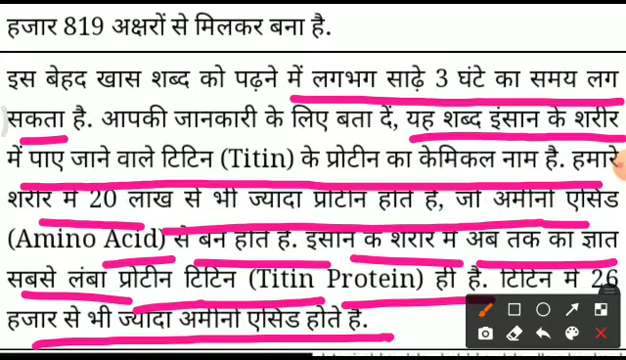 हजार 819 अक्षरों से मिलकर बना है.
इस बेहद खास शब्द को पढ़ने में लगभग साढ़े 3 घंटे का समय लग
सकता है. आपकी जानकारी के लिए बता दें, यह शब्द इंसान के शरीर
में पाए जाने वाले टिटिन (Titin) के प्रोटीन का केमिकल नाम है. हमारे
शरीर में 20 लाख से भी ज्यादा प्रोटीन होते हैं, जो अमीनो एसिड
(Amino Acid) से बने होते हैं. इंसान के शरीर में अब तक का ज्ञात
सबसे लंबा प्रोटीन टिटिन (Titin Protein) ही है. टिटिन में 26
हजार से भी ज्यादा अमीनो एसिड होते हैं.